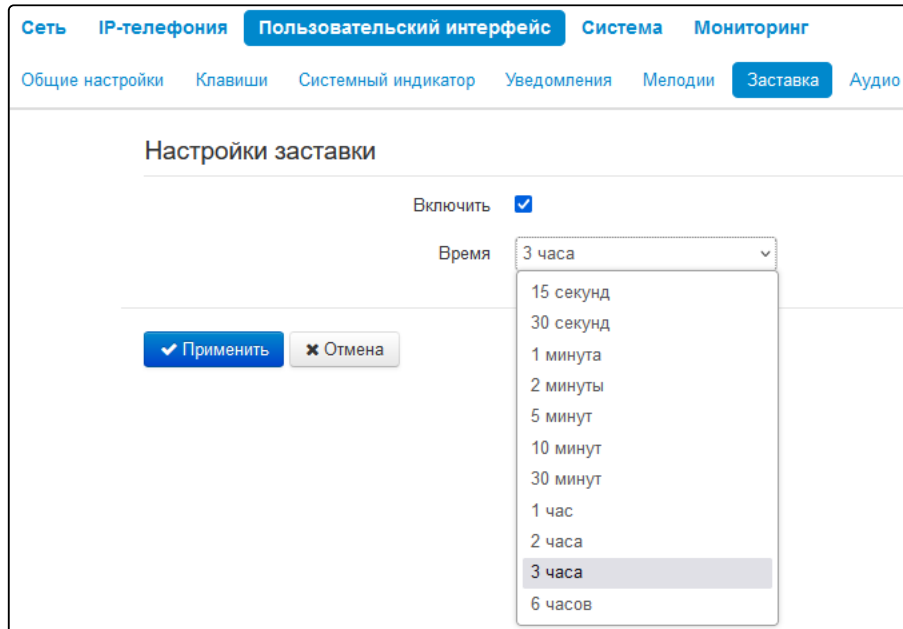 Сеть IP-телефония Пользовательский интерфейс Система Мониторинг
Общие настройки Клавиши Системный индикатор Уведомления Мелодии Заставка Аудио
Настройки заставки
Включить
Время 3 часа
15 секунд
30 секунд
1 минута
2 минуты
5 минут
10 минут
30 минут
1 час
2 часа
3 часа
6 часов
Применить Отмена